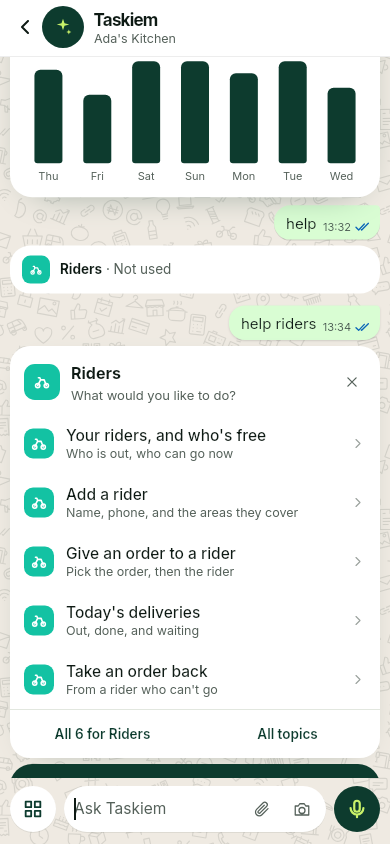 Taskiem
Ada's Kitchen
Thu Fri Sat Sun Mon Tue Wed
help 13:32
Riders · Not used
help riders 13:34
Riders
What would you like to do?
Your riders, and who's free
Who is out, who can go now
Add a rider
Name, phone, and the areas they cover
Give an order to a rider
Pick the order, then the rider
Today's deliveries
Out, done, and waiting
Take an order back
From a rider who can't go
All 6 for Riders All topics
Ask Taskiem